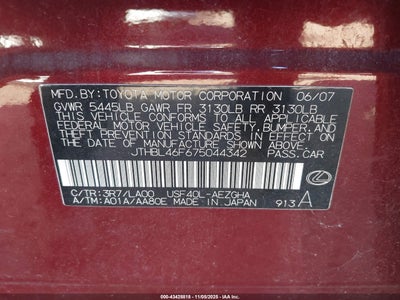 MFD.BY: TOYOTA MOTOR CORPORATION 06/07
GVWR 5445LB GAWR FR 3130LB RR 3130LB
THIS VEHICLE CONFORMS TO ALL APPLICABLE
FEDERAL MOTOR VEHICLE SAFETY, BUMPER, AND
THEFT PREVENTION STANDARDS IN EFFECT ON
THE DATE OF MANUFACTURE SHOWN ABOVE.
JTHBL46F675044342 PASS.CAR
C/TR: 3R7/LA00 USF40L-AEZGHA
A/TM: A01A/AA80E MADE IN JAPAN 913 A
000-43428818 - 11/05/2025 - iaai.com